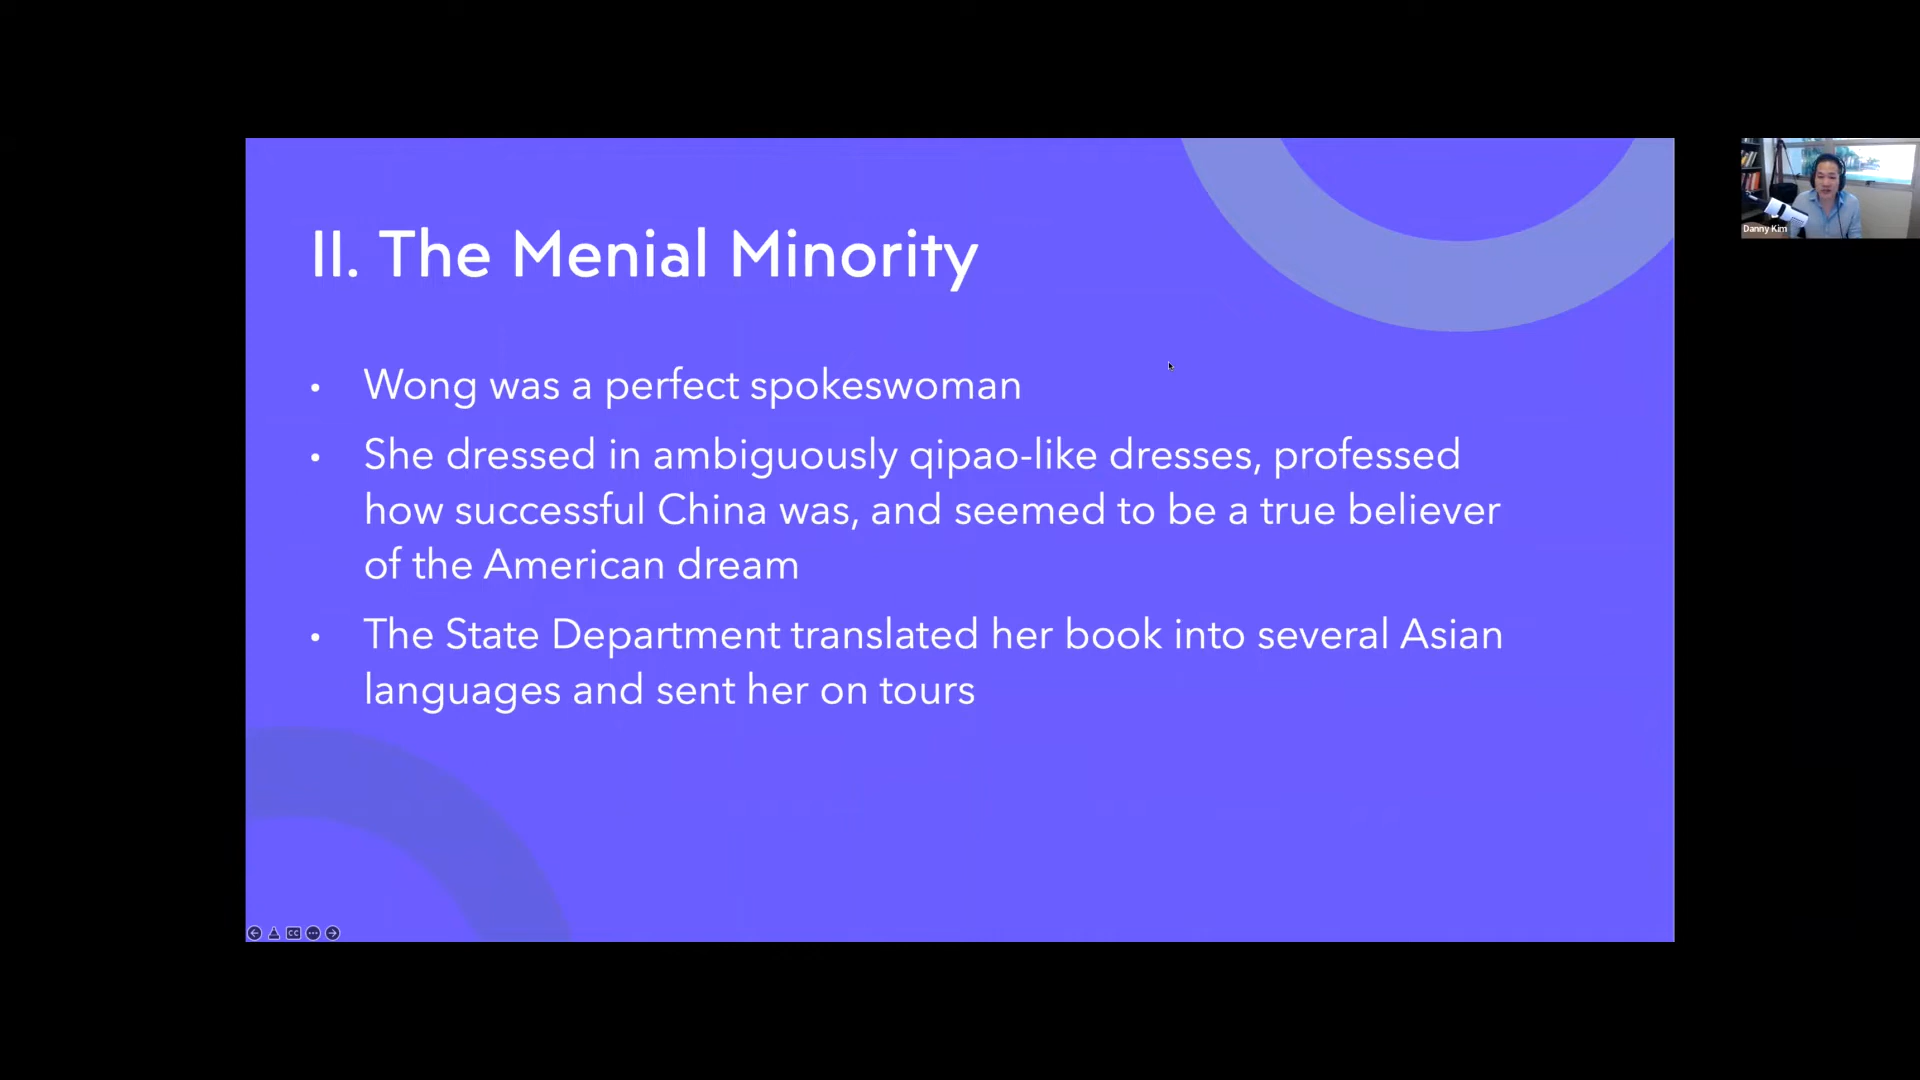 II. The Menial Minority
• Wong was a perfect spokeswoman
• She dressed in ambiguously qipao-like dresses, professed
how successful China was, and seemed to be a true believer
of the American dream
• The State Department translated her book into several Asian
languages and sent her on tours
Danny Kim
CC